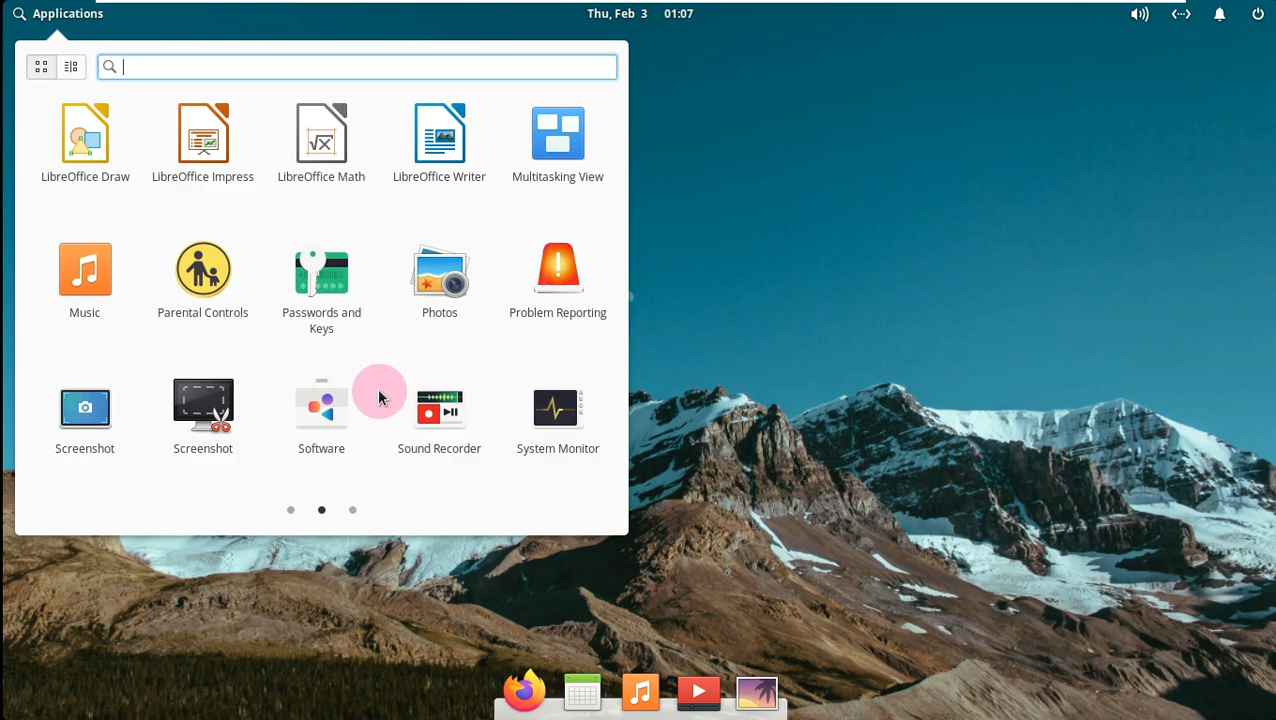 Applications
Thu, Feb 3 01:07
LibreOffice Draw
LibreOffice Impress
LibreOffice Math
LibreOffice Writer
Multitasking View
Music
Parental Controls
Passwords and
Keys
Photos
Problem Reporting
Screenshot
Screenshot
Software
Sound Recorder
System Monitor